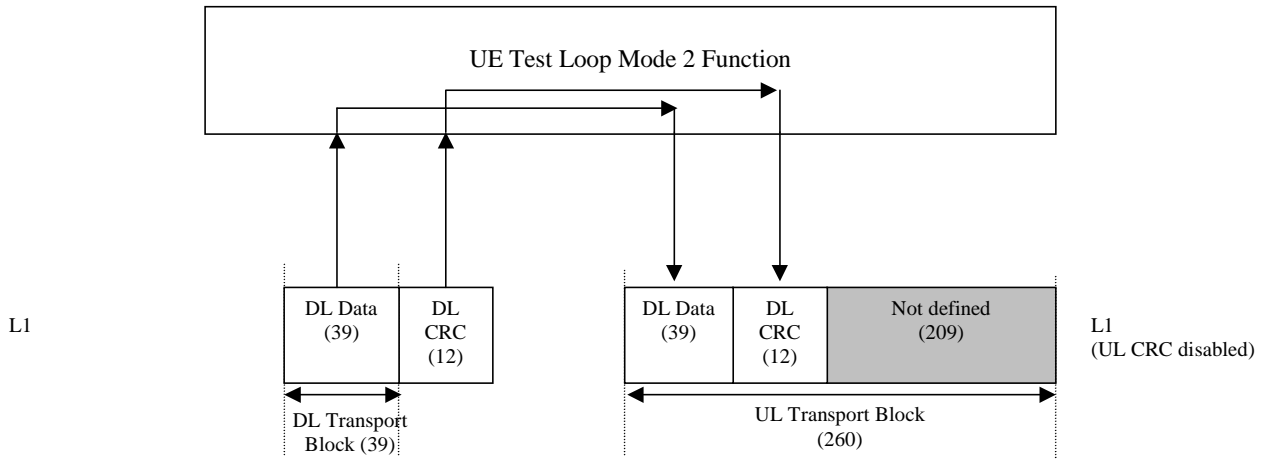 UE Test Loop Mode 2 Function
L1
DL Data
(39)
DL
CRC
(12)
DL Transport
Block (39)
DL Data
(39)
DL
CRC
(12)
Not defined
(209)
UL Transport Block
(260)
L1
(UL CRC disabled)